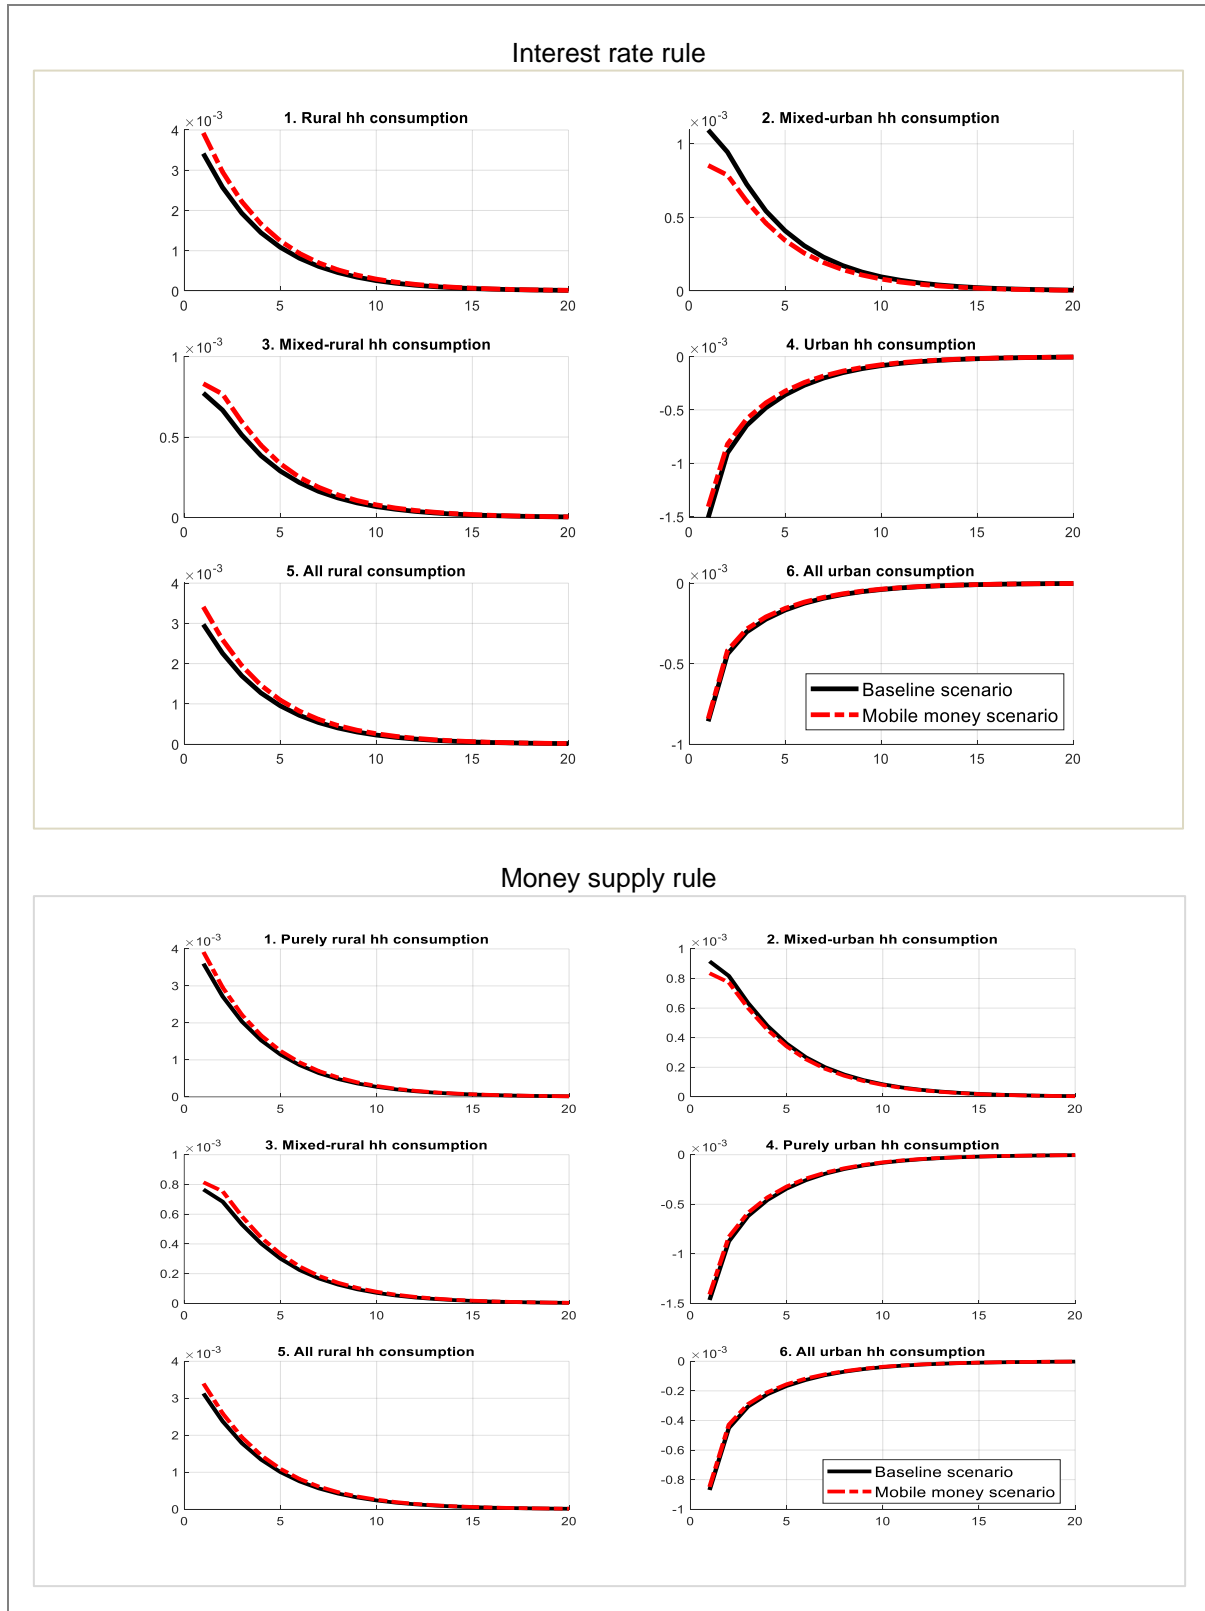 Interest rate rule
1. Rural hh consumption
×10⁻³
4
3
2
1
0
0 5 10 15 20
2. Mixed-urban hh consumption
×10⁻³
1
0.5
0
0 5 10 15 20
3. Mixed-rural hh consumption
×10⁻³
1
0.5
0
0 5 10 15 20
4. Urban hh consumption
×10⁻³
0
-0.5
-1
-1.5
0 5 10 15 20
5. All rural consumption
×10⁻³
4
3
2
1
0
0 5 10 15 20
6. All urban consumption
×10⁻³
0
-0.5
-1
0 5 10 15 20
Baseline scenario
Mobile money scenario
Money supply rule
1. Purely rural hh consumption
×10⁻³
4
3
2
1
0
0 5 10 15 20
2. Mixed-urban hh consumption
×10⁻³
1
0.8
0.6
0.4
0.2
0
0 5 10 15 20
3. Mixed-rural hh consumption
×10⁻³
1
0.8
0.6
0.4
0.2
0
0 5 10 15 20
4. Purely urban hh consumption
×10⁻³
0
-0.5
-1
-1.5
0 5 10 15 20
5. All rural hh consumption
×10⁻³
4
3
2
1
0
0 5 10 15 20
6. All urban hh consumption
×10⁻³
0
-0.2
-0.4
-0.6
-0.8
-1
0 5 10 15 20
Baseline scenario
Mobile money scenario